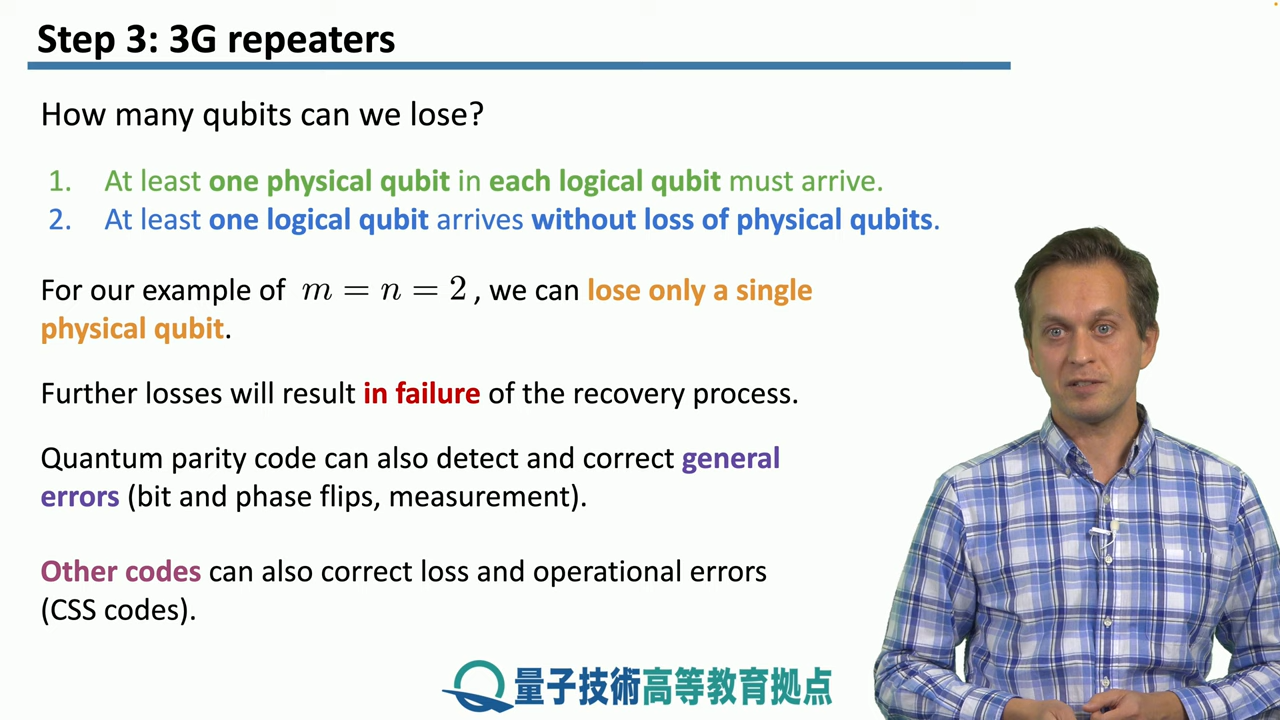 Step 3: 3G repeaters
How many qubits can we lose?
1. At least one physical qubit in each logical qubit must arrive.
2. At least one logical qubit arrives without loss of physical qubits.
For our example of m = n = 2, we can lose only a single
physical qubit.
Further losses will result in failure of the recovery process.
Quantum parity code can also detect and correct general
errors (bit and phase flips, measurement).
Other codes can also correct loss and operational errors
(CSS codes).
量子技術高等教育拠点